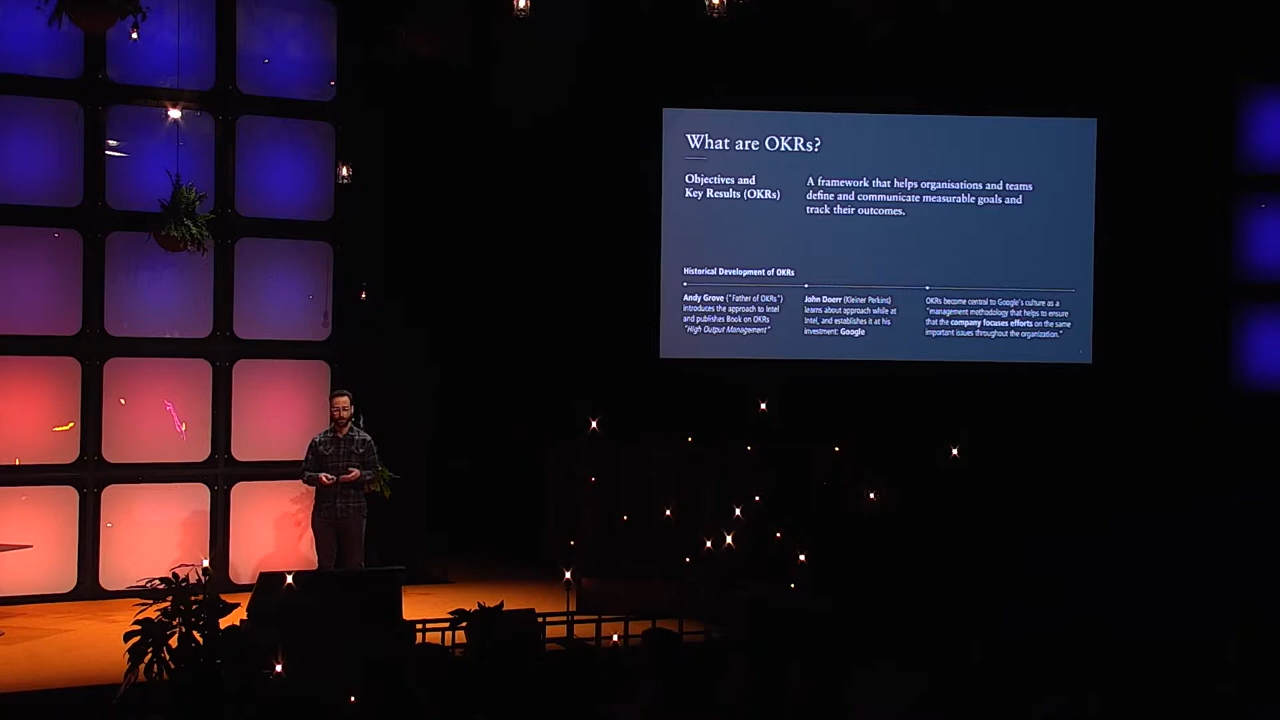 What are OKRs?
Objectives and
Key Results (OKRs)
A framework that helps organisations and teams
define and communicate measurable goals and
track their outcomes.
Historical Development of OKRs
Andy Grove ("Father of OKRs")
introduces the approach to Intel
and publishes Book on OKRs
"High Output Management"
John Doerr (Kleiner Perkins)
learns about approach while at
Intel, and establishes it at his
investment: Google
OKRs become central to Google's culture as a
"management methodology that helps to ensure
that the company focuses efforts on the same
important issues throughout the organization."